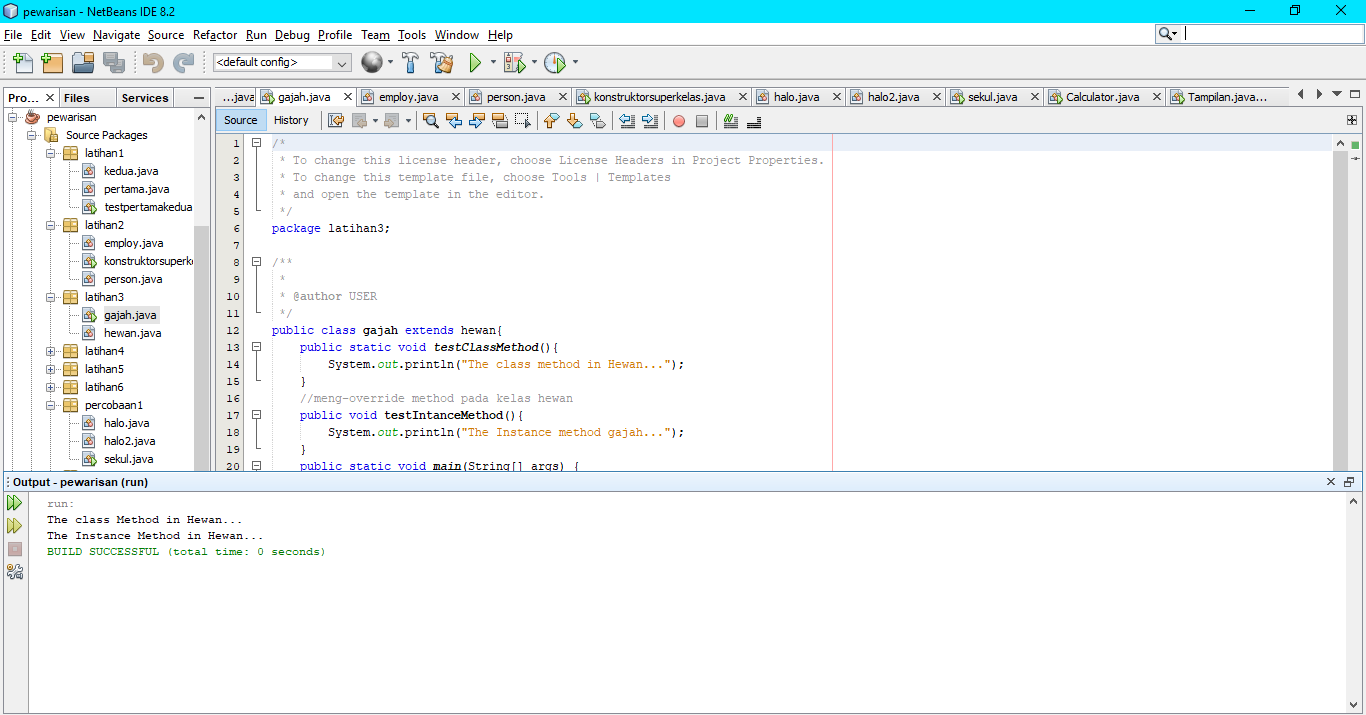 pewarisan - NetBeans IDE 8.2
File Edit View Navigate Source Refactor Run Debug Profile Team Tools Window Help
<default config>
Pro... Files Services
...java gajah.java employ.java person.java konstruktorsuperkelas.java halo.java halo2.java sekul.java Calculator.java Tampilan.java...
Source History
pewarisan
Source Packages
latihan1
kedua.java
pertama.java
testpertamakedua
latihan2
employ.java
konstruktorsuperk
person.java
latihan3
gajah.java
hewan.java
latihan4
latihan5
latihan6
percobaan1
halo.java
halo2.java
sekul.java
1 /*
2 * To change this license header, choose License Headers in Project Properties.
3 * To change this template file, choose Tools | Templates
4 * and open the template in the editor.
5 */
6 package latihan3;
7
8 /**
9 *
10 * @author USER
11 */
12 public class gajah extends hewan{
13 public static void testClassMethod(){
14 System.out.println("The class method in Hewan...");
15 }
16 //meng-override method pada kelas hewan
17 public void testIntanceMethod(){
18 System.out.println("The Instance method gajah...");
19 }
20 public static void main(String[] args) {
Output - pewarisan (run)
run:
The class Method in Hewan...
The Instance Method in Hewan...
BUILD SUCCESSFUL (total time: 0 seconds)